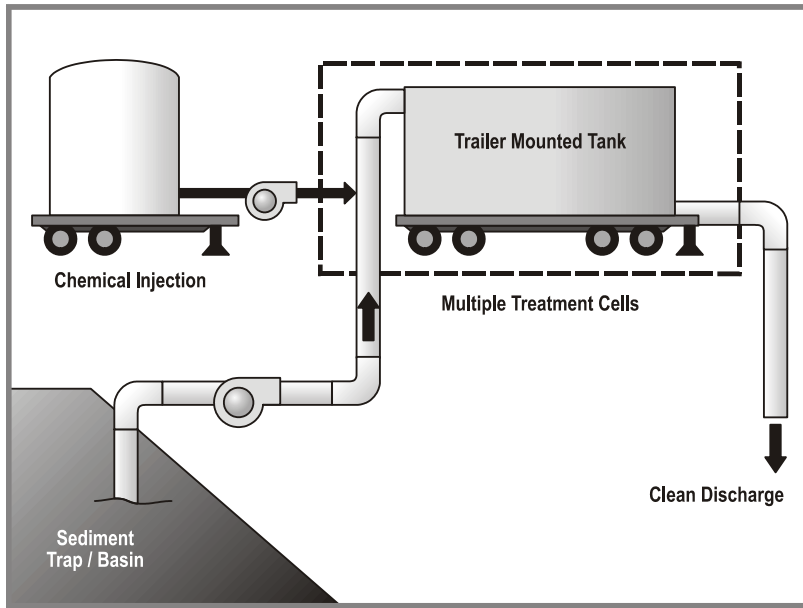 Trailer Mounted Tank
Chemical Injection
Multiple Treatment Cells
Clean Discharge
Sediment
Trap / Basin